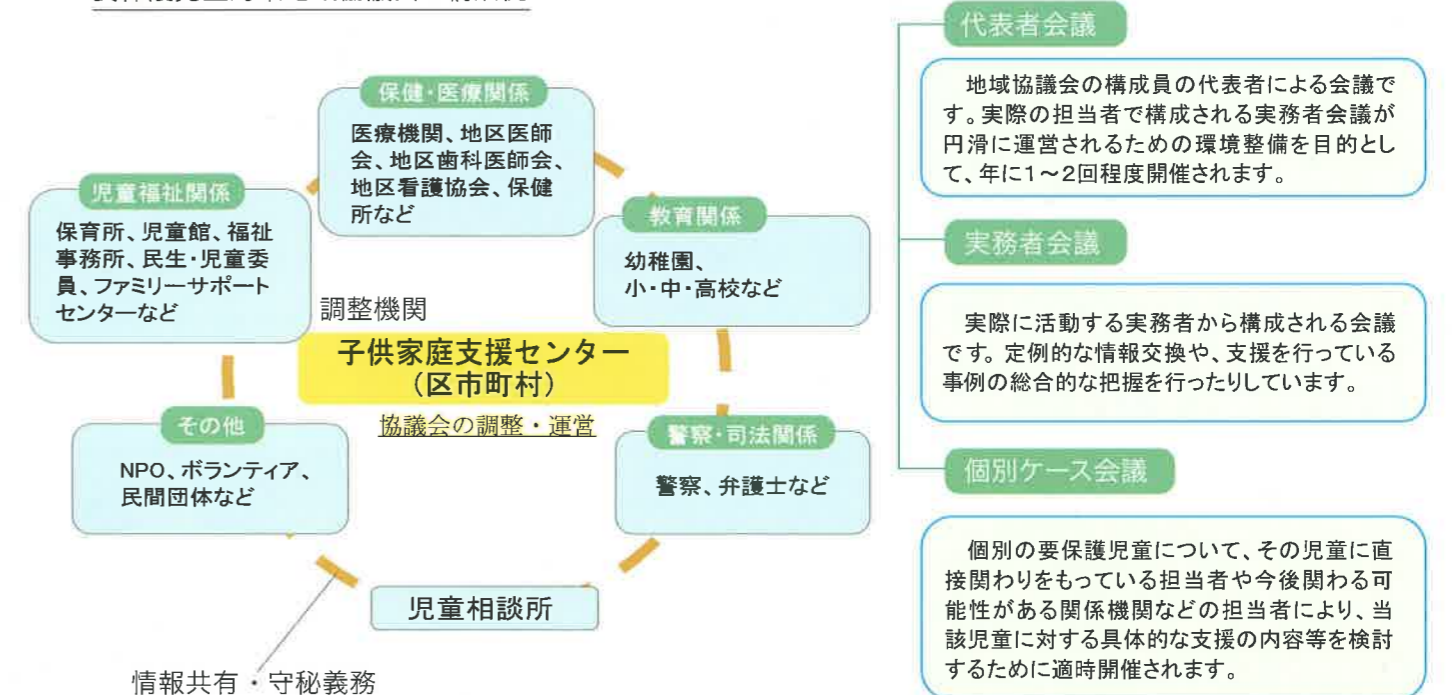 保健・医療関係
医療機関、地区医師
会、地区歯科医師会、
地区看護協会、保健
所など
児童福祉関係
保育所、児童館、福祉
事務所、民生・児童委
員、ファミリーサポート
センターなど
教育関係
幼稚園、
小・中・高校など
調整機関
子供家庭支援センター
（区市町村）
協議会の調整・運営
その他
NPO、ボランティア、
民間団体など
警察・司法関係
警察、弁護士など
児童相談所
情報共有・守秘義務
代表者会議
地域協議会の構成員の代表者による会議で
す。実際の担当者で構成される実務者会議が
円滑に運営されるための環境整備を目的とし
て、年に1～2回程度開催されます。
実務者会議
実際に活動する実務者から構成される会議
です。定例的な情報交換や、支援を行っている
事例の総合的な把握を行ったりしています。
個別ケース会議
個別の要保護児童について、その児童に直
接関わりをもっている担当者や今後関わる可
能性がある関係機関などの担当者により、当
該児童に対する具体的な支援の内容等を検討
するために適時開催されます。